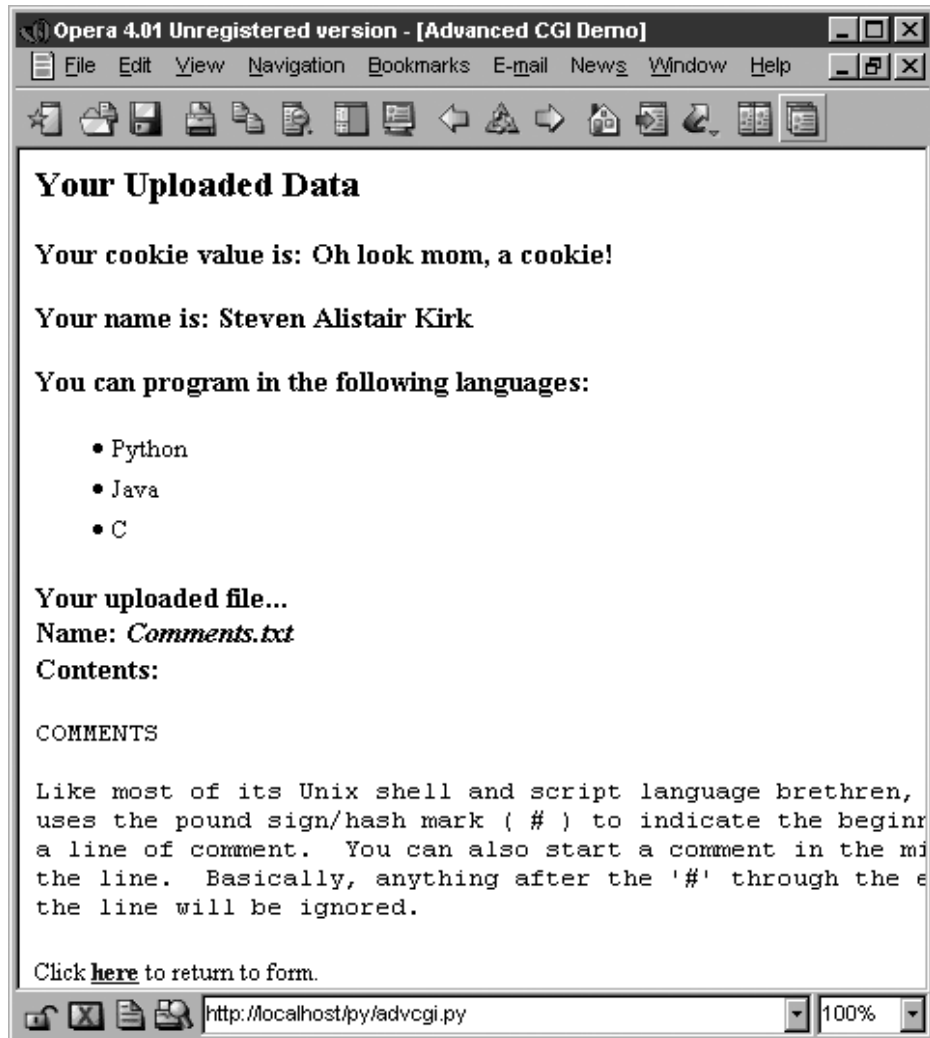 Opera 4.01 Unregistered version - [Advanced CGI Demo]
File Edit View Navigation Bookmarks E-mail News Window Help
Your Uploaded Data
Your cookie value is: Oh look mom, a cookie!
Your name is: Steven Alistair Kirk
You can program in the following languages:
• Python
• Java
• C
Your uploaded file...
Name: Comments.txt
Contents:
COMMENTS
Like most of its Unix shell and script language brethren,
uses the pound sign/hash mark ( # ) to indicate the
a line of comment.  You can also start a comment in the
the line.  Basically, anything after the '#' through the
the line will be ignored.
Click here to return to form.
http://localhost/py/advcgi.py 100%